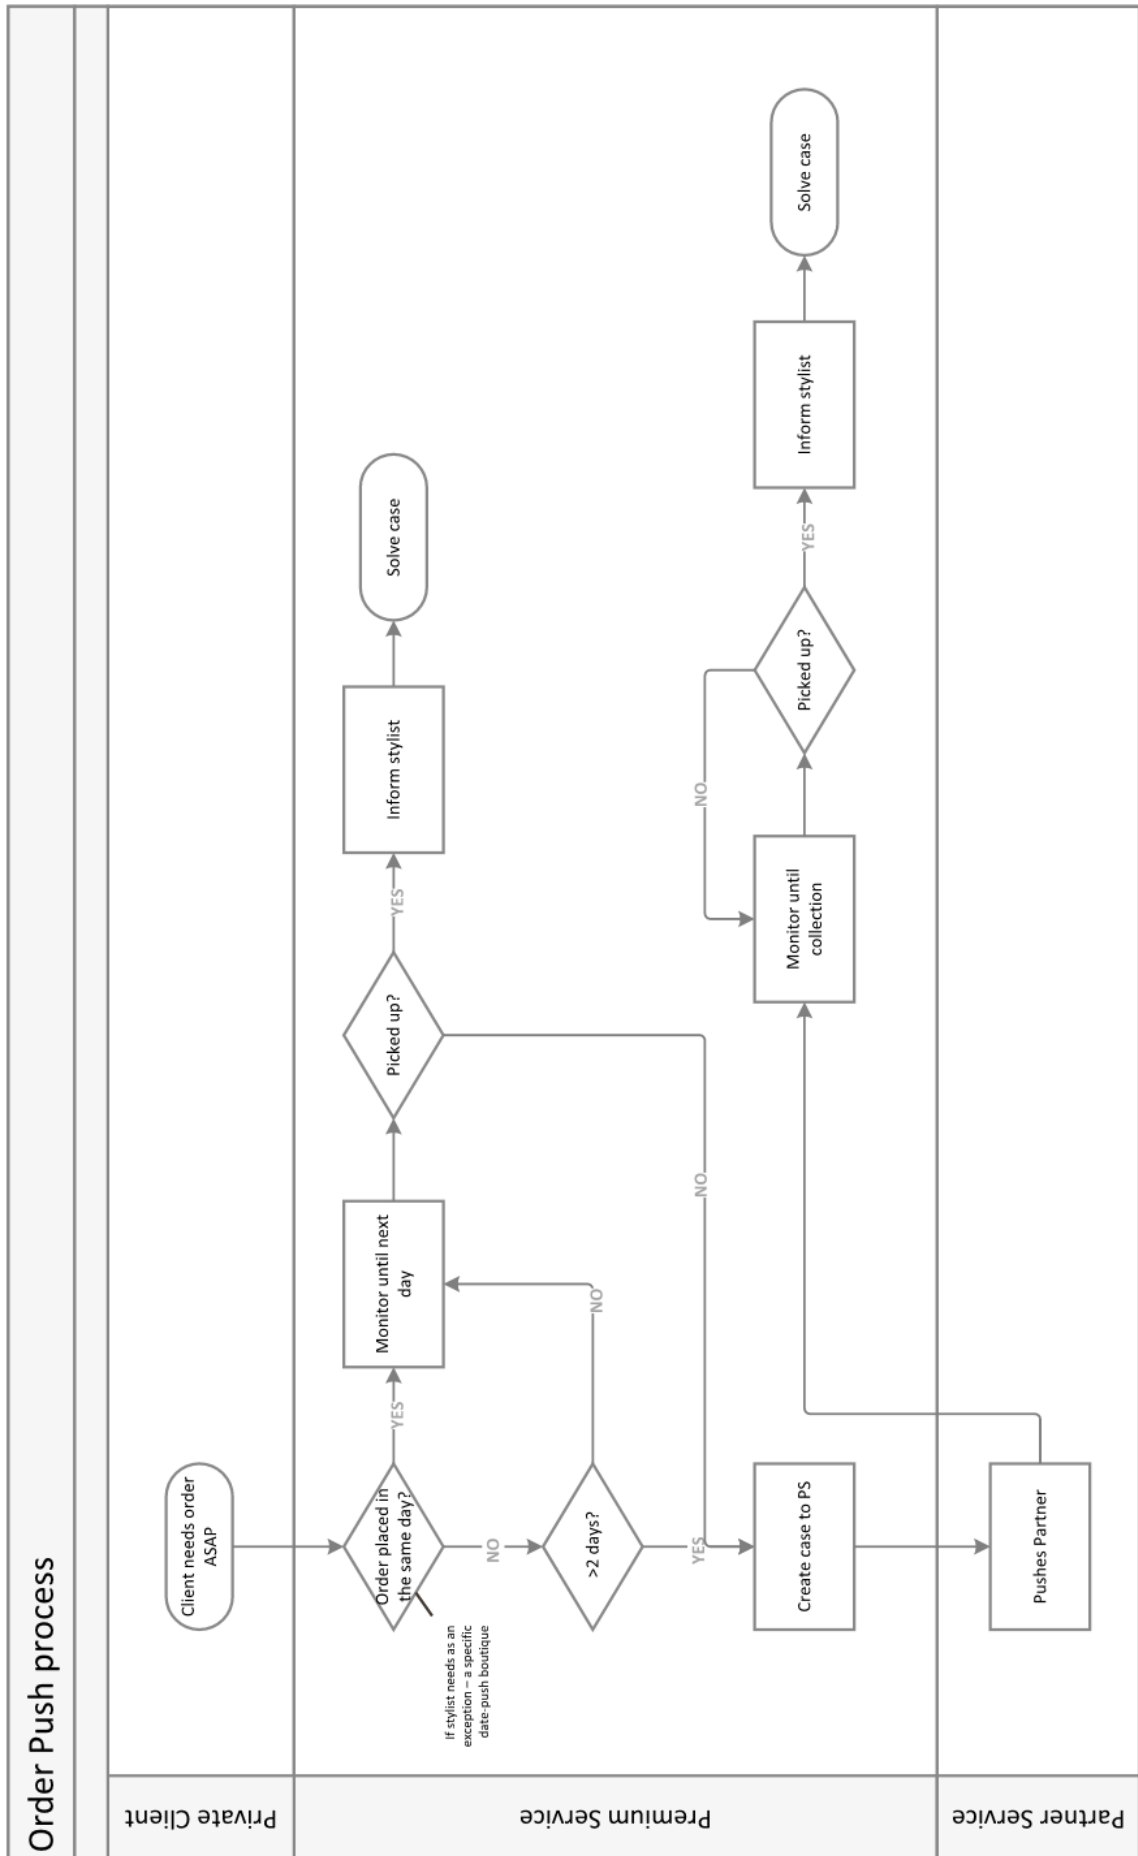 Order Push process
Private Client
Client needs order
ASAP
Premium Service
Order placed in
the same day?
If stylist needs as an
exception – a specific
date-push boutique
YES
Monitor until next
day
Picked up?
YES
Inform stylist
Solve case
NO
>2 days?
NO
YES
NO
Create case to PS
Monitor until
collection
NO
Picked up?
YES
Inform stylist
Solve case
Partner Service
Pushes Partner